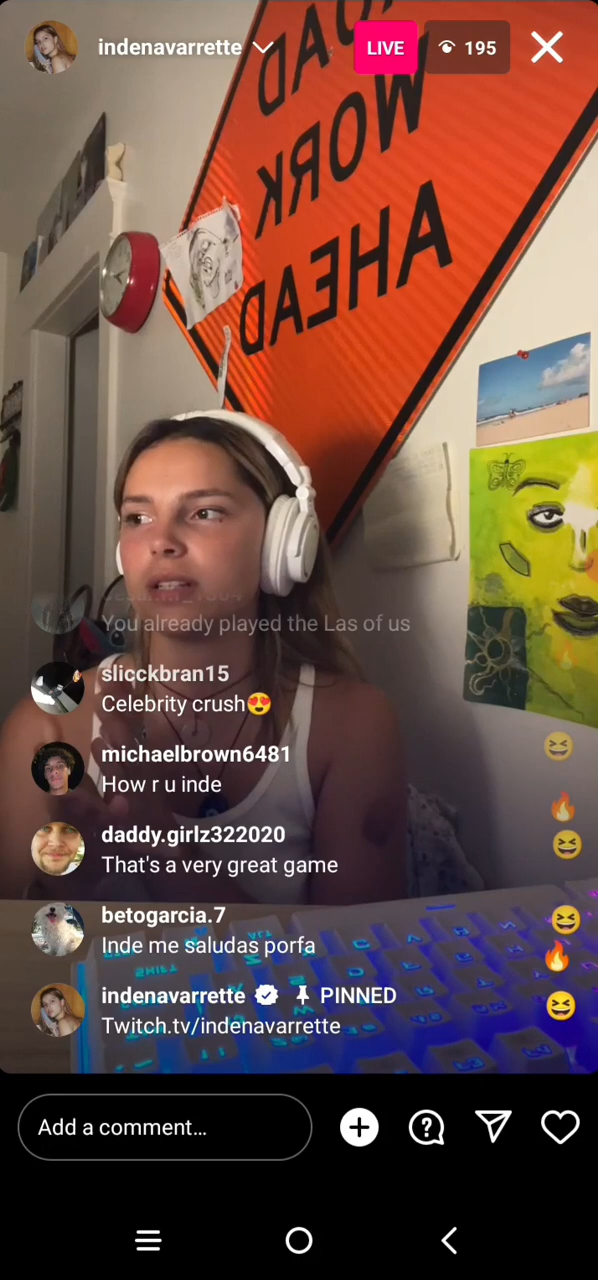 indenavarrette
LIVE
195
ROAD
WORK
AHEAD
You already played the Las of us
slicckbran15
Celebrity crush😍
michaelbrown6481
How r u inde
daddy.girlz322020
That's a very great game
betogarcia.7
Inde me saludas porfa
indenavarrette PINNED
Twitch.tv/indenavarrette
Add a comment...